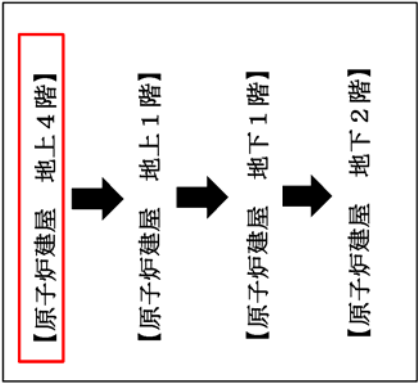 【原子炉建屋　地上4階】
【原子炉建屋　地上1階】
【原子炉建屋　地下1階】
【原子炉建屋　地下2階】